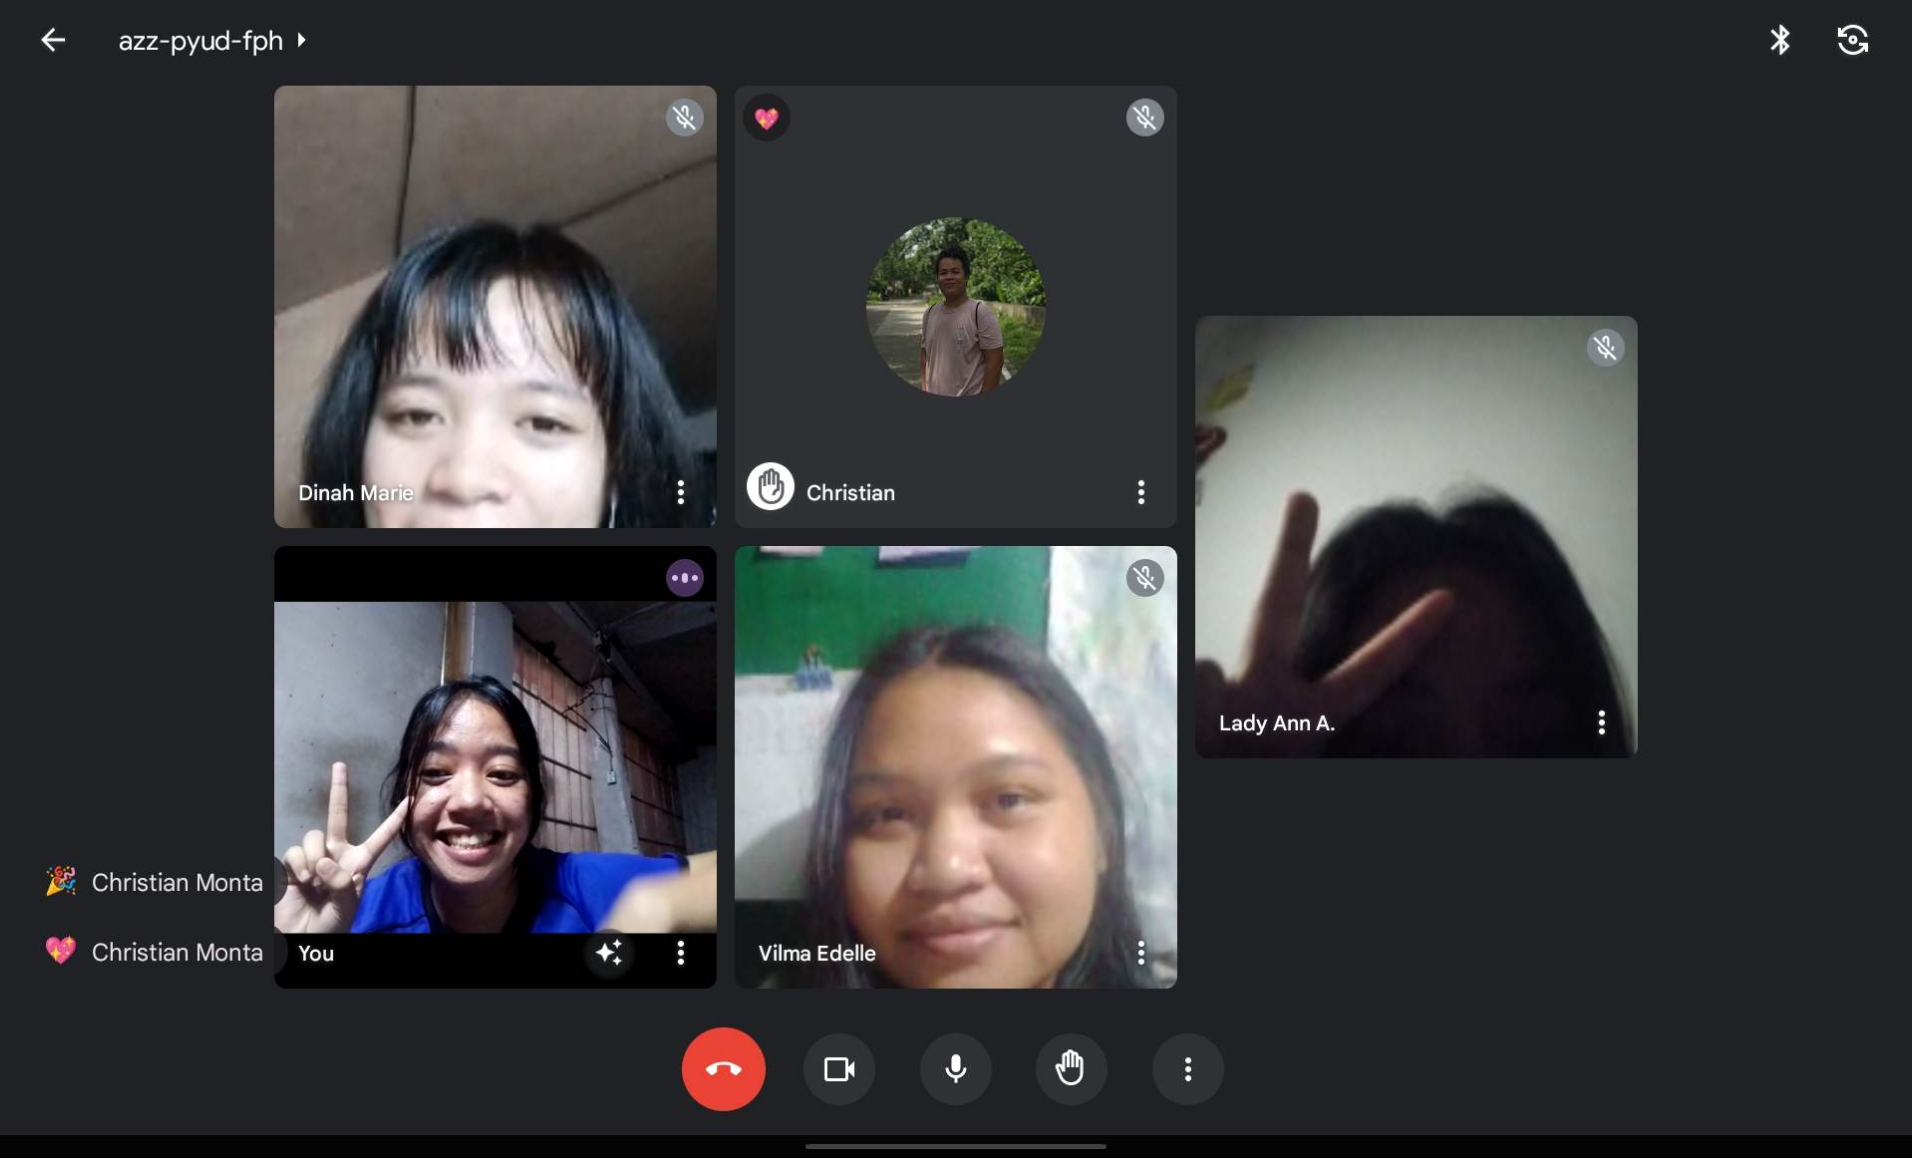 azz-pyud-fph
Dinah Marie
Christian
Lady Ann A.
Christian Monta
Christian Monta
You
Vilma Edelle